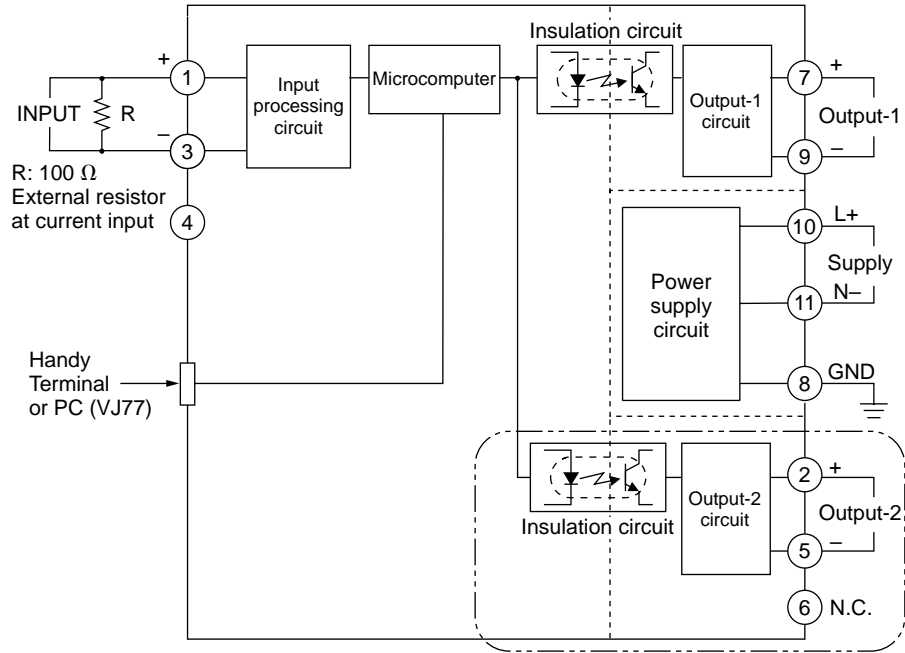 Insulation circuit
+
1
Input
processing
circuit
Microcomputer
Output-1
circuit
7
+
INPUT
R
Output-1
–
3
9
–
R: 100 Ω
External resistor
at current input
4
10
L+
Power
supply
circuit
Supply
11
N–
Handy
Terminal
or PC (VJ77)
8
GND
2
+
Output-2
circuit
Output-2
Insulation circuit
5
–
6
N.C.